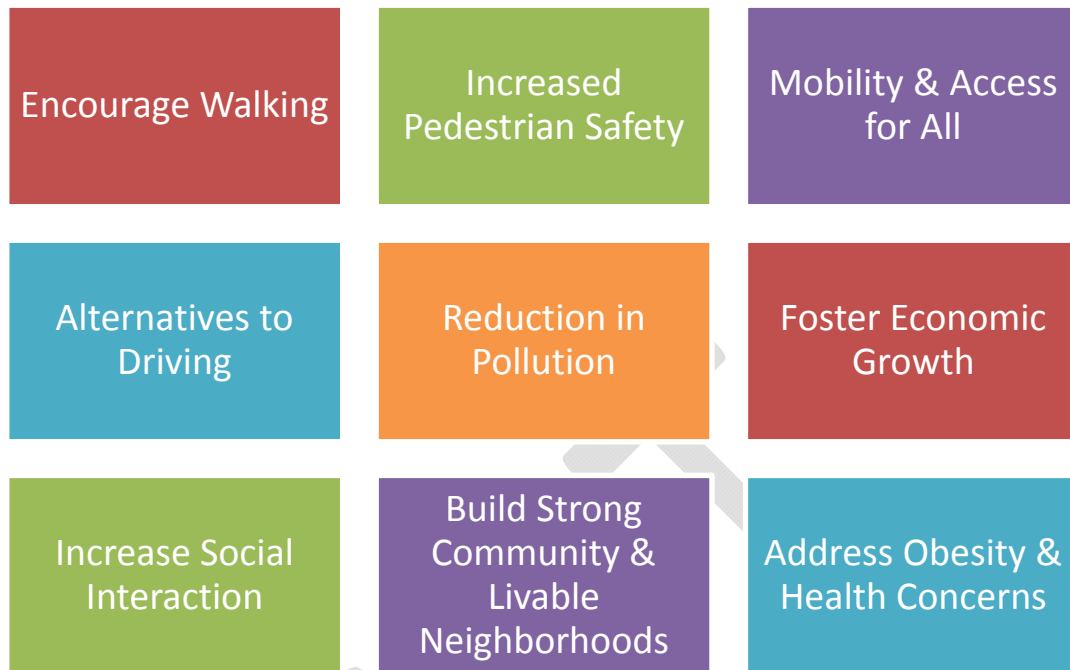 Encourage Walking
Increased
Pedestrian Safety
Mobility & Access
for All
Alternatives to
Driving
Reduction in
Pollution
Foster Economic
Growth
Increase Social
Interaction
Build Strong
Community &
Livable
Neighborhoods
Address Obesity &
Health Concerns